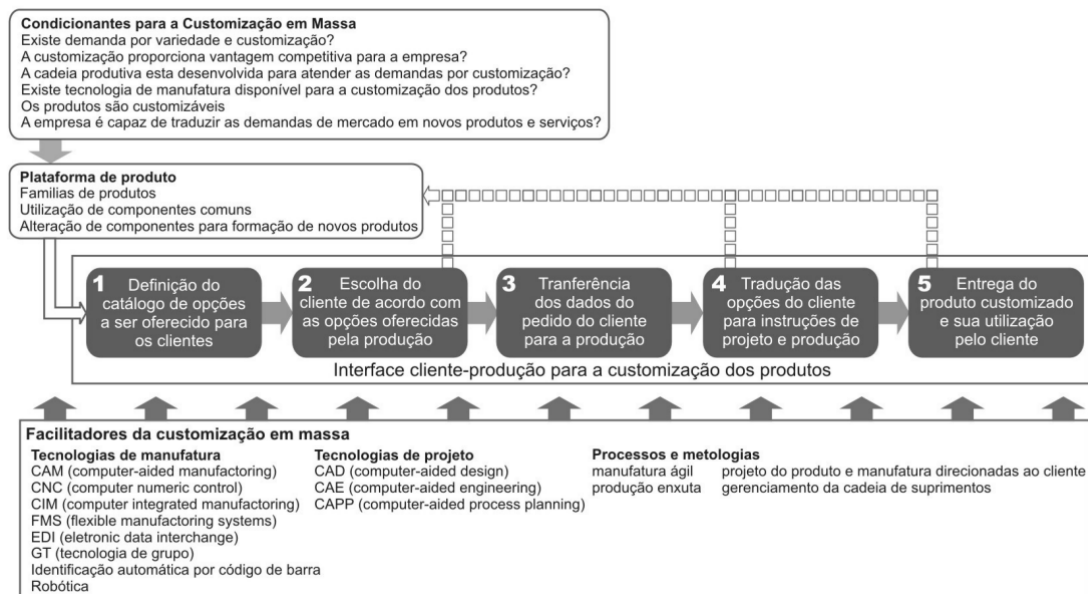 Condicionantes para a Customização em Massa
Existe demanda por variedade e customização?
A customização proporciona vantagem competitiva para a empresa?
A cadeia produtiva esta desenvolvida para atender as demandas por customização?
Existe tecnologia de manufatura disponível para a customização dos produtos?
Os produtos são customizáveis
A empresa é capaz de traduzir as demandas de mercado em novos produtos e serviços?
Plataforma de produto
Familias de produtos
Utilização de componentes comuns
Alteração de componentes para formação de novos produtos
1 Definição do
catálogo de opções
a ser oferecido para
os clientes
2 Escolha do
cliente de acordo com
as opções oferecidas
pela produção
3 Tranferência
dos dados do
pedido do cliente
para a produção
4 Tradução das
opções do cliente
para instruções de
projeto e produção
5 Entrega do
produto customizado
e sua utilização
pelo cliente
Interface cliente-produção para a customização dos produtos
Facilitadores da customização em massa
Tecnologias de manufatura
CAM (computer-aided manufactoring)
CNC (computer numeric control)
CIM (computer integrated manufactoring)
FMS (flexible manufactoring systems)
EDI (eletronic data interchange)
GT (tecnologia de grupo)
Identificação automática por código de barra
Robótica
Tecnologias de projeto
CAD (computer-aided design)
CAE (computer-aided engineering)
CAPP (computer-aided process planning)
Processos e metologias
manufatura ágil
produção enxuta
projeto do produto e manufatura direcionadas ao cliente
gerenciamento da cadeia de suprimentos